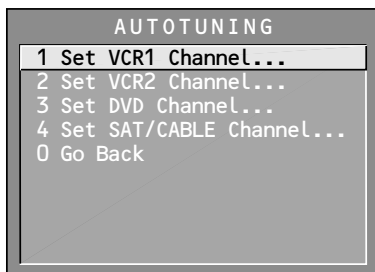 AUTOTUNING
1 Set VCR1 Channel...
2 Set VCR2 Channel...
3 Set DVD Channel...
4 Set SAT/CABLE Channel...
0 Go Back